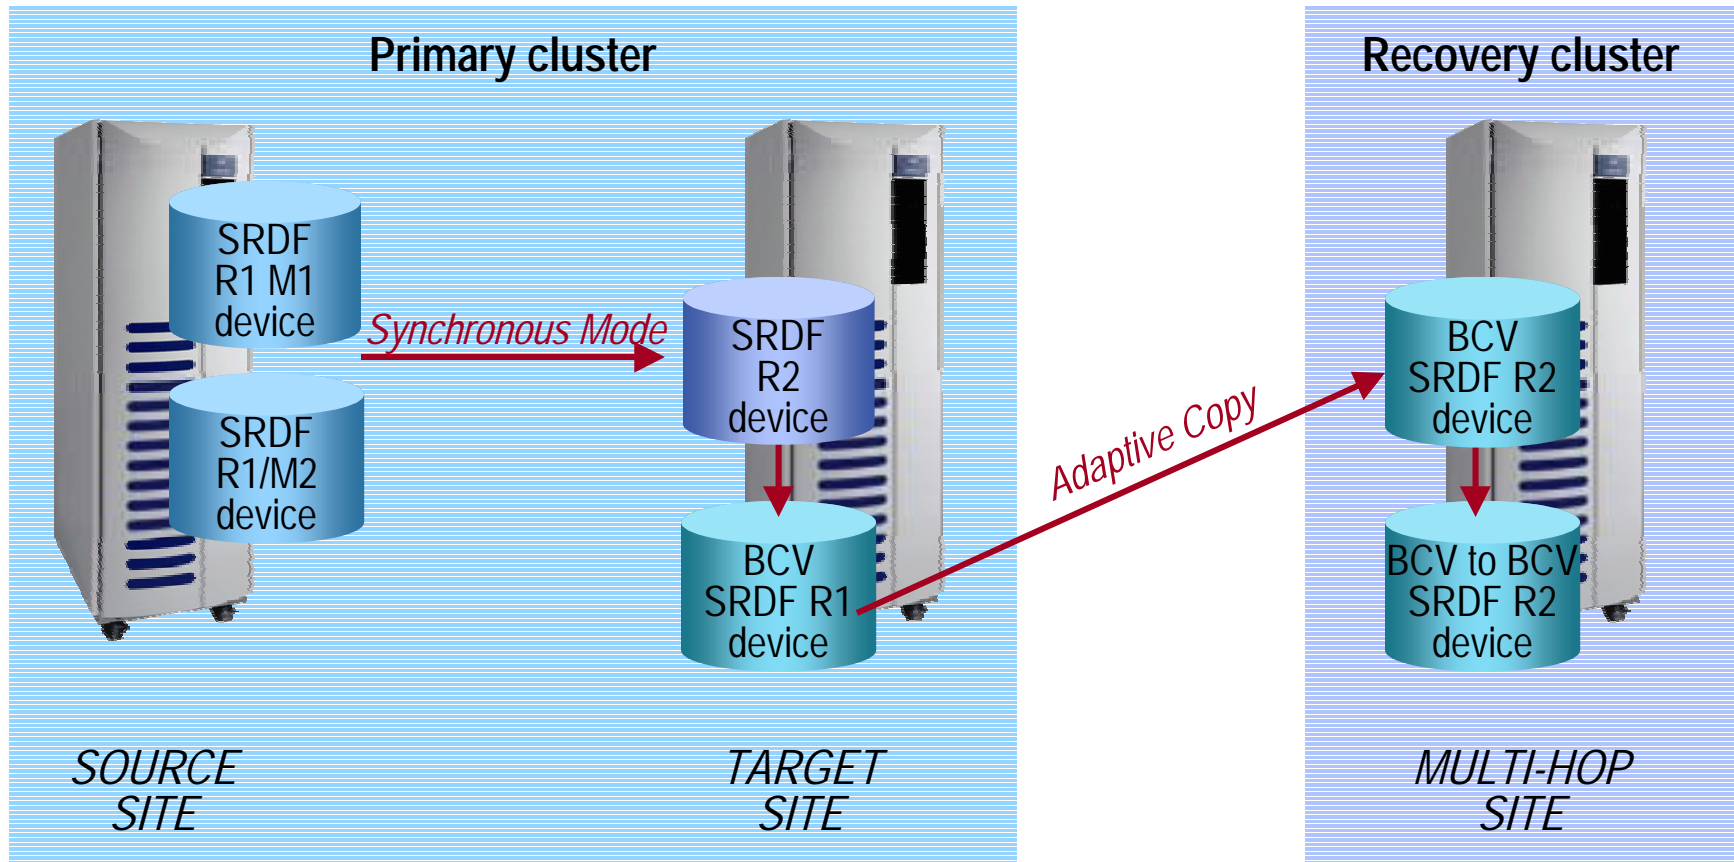 Primary cluster
Recovery cluster
SRDF
R1 M1
device
Synchronous Mode
SRDF
R1/M2
device
SRDF
R2
device
BCV
SRDF R1
device
Adaptive Copy
BCV
SRDF R2
device
BCV to BCV
SRDF R2
device
SOURCE
SITE
TARGET
SITE
MULTI-HOP
SITE